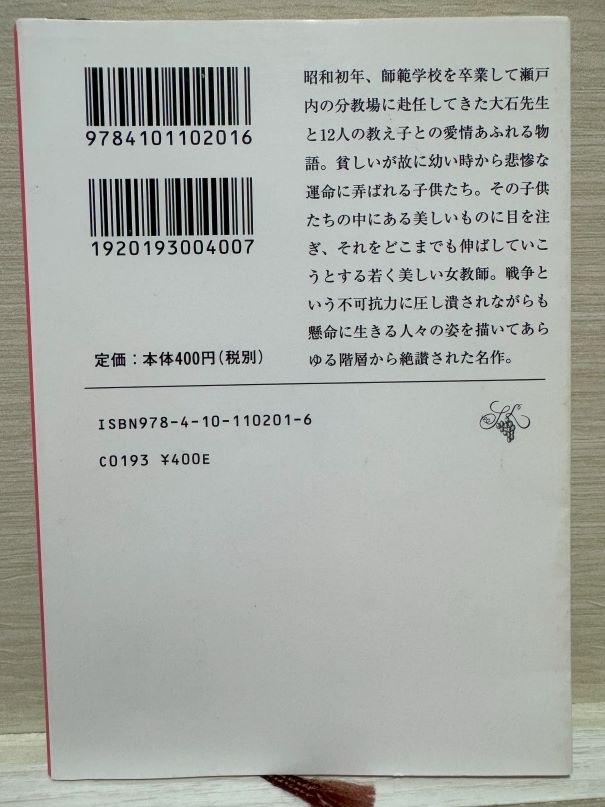 9784101102016
1920193004007
定価：本体400円（税別）
昭和初年、師範学校を卒業して瀬戸
内の分教場に赴任してきた大石先生
と12人の教え子との愛情あふれる物
語。貧しいが故に幼い時から悲惨な
運命に弄ばれる子供たち。その子供
たちの中にある美しいものに目を注
ぎ、それをどこまでも伸ばしていこ
うとする若く美しい女教師。戦争と
いう不可抗力に圧し潰されながらも
懸命に生きる人々の姿を描いてあら
ゆる階層から絶讃された名作。
ISBN978-4-10-110201-6
C0193 ¥400E